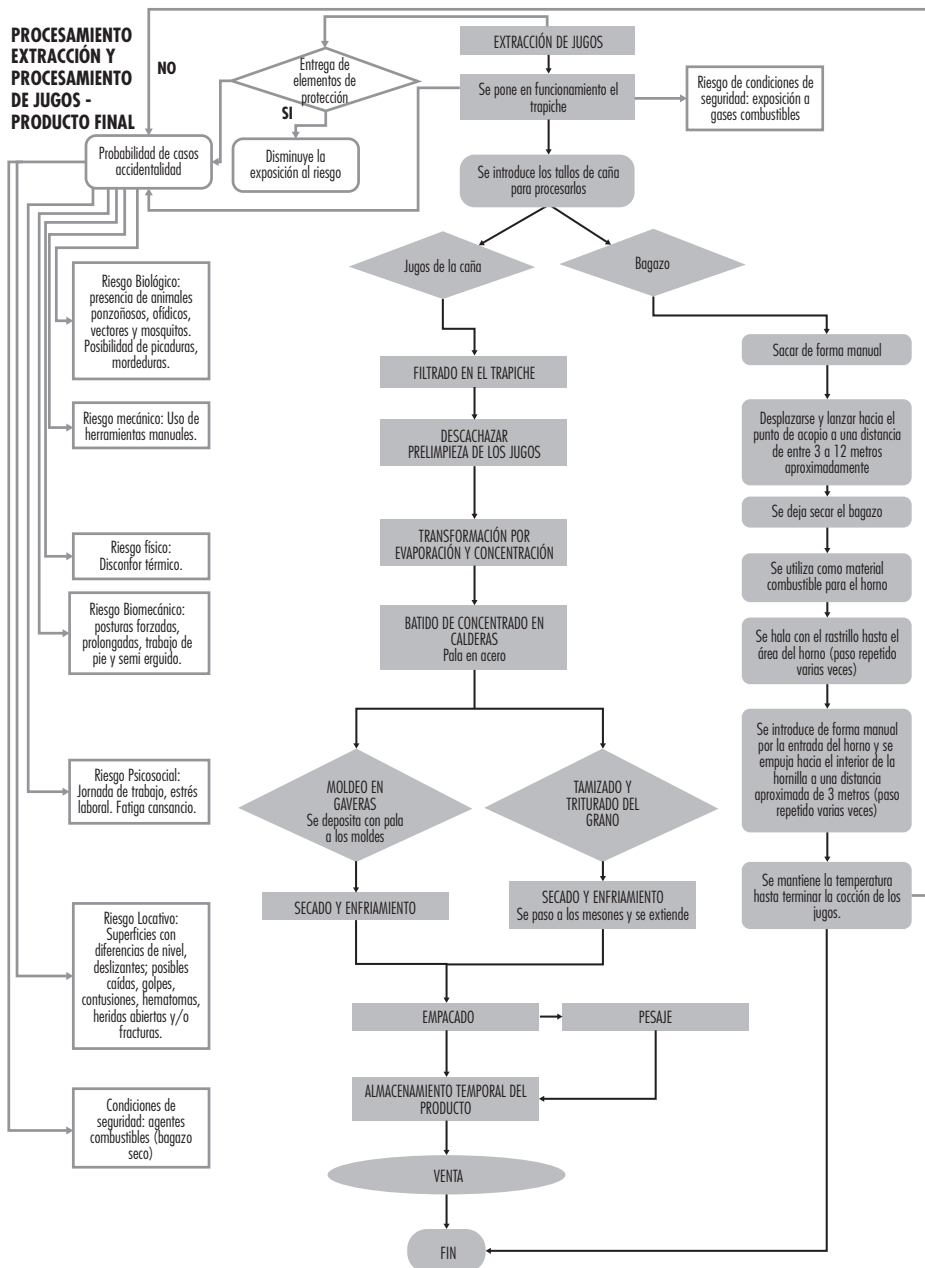 PROCESAMIENTO
EXTRACCIÓN Y
PROCESAMIENTO
DE JUGOS -
PRODUCTO FINAL
NO
Entrega de
elementos de
protección
SI
EXTRACCIÓN DE JUGOS
Se pone en funcionamiento el
trapiche
Riesgo de condiciones de
seguridad: exposición a
gases combustibles
Probabilidad de casos
accidentalidad
Disminuye la
exposición al riesgo
Se introduce los tallos de caña
para procesarlos
Jugos de la caña
Bagazo
Riesgo Biológico:
presencia de animales
ponzoñosos, ofídicos,
vectores y mosquitos.
Posibilidad de picaduras,
mordeduras.
Riesgo mecánico: Uso de
herramientas manuales.
Riesgo físico:
Disconfor térmico.
Riesgo Biomecánico:
posturas forzadas,
prolongadas, trabajo de
pie y semi erguido.
Riesgo Psicosocial:
Jornada de trabajo, estrés
laboral. Fatiga cansancio.
Riesgo Locativo:
Superficies con
diferencias de nivel,
deslizantes; posibles
caídas, golpes,
contusiones, hematomas,
heridas abiertas y/o
fracturas.
Condiciones de
seguridad: agentes
combustibles (bagazo
seco)
FILTRADO EN EL TRAPICHE
DESCACHAZAR
PRELIMPIEZA DE LOS JUGOS
TRANSFORMACIÓN POR
EVAPORACIÓN Y CONCENTRACIÓN
BATIDO DE CONCENTRADO EN
CALDERAS
Pala en acero
MOLDEO EN
GAVERAS
Se deposita con pala
a los moldes
TAMIZADO Y
TRITURADO DEL
GRANO
SECADO Y ENFRIAMIENTO
SECADO Y ENFRIAMIENTO
Se paso a los mesones y se extiende
EMPACADO
PESAJE
ALMACENAMIENTO TEMPORAL DEL
PRODUCTO
VENTA
FIN
Sacar de forma manual
Desplazarse y lanzar hacia el
punto de acopio a una distancia
de entre 3 a 12 metros
aproximadamente
Se deja secar el bagazo
Se utiliza como material
combustible para el horno
Se hala con el rastrillo hasta el
área del horno (paso repetido
varias veces)
Se introduce de forma manual
por la entrada del horno y se
empuja hacia el interior de la
hornilla a una distancia
aproximada de 3 metros (paso
repetido varias veces)
Se mantiene la temperatura
hasta terminar la cocción de los
jugos.